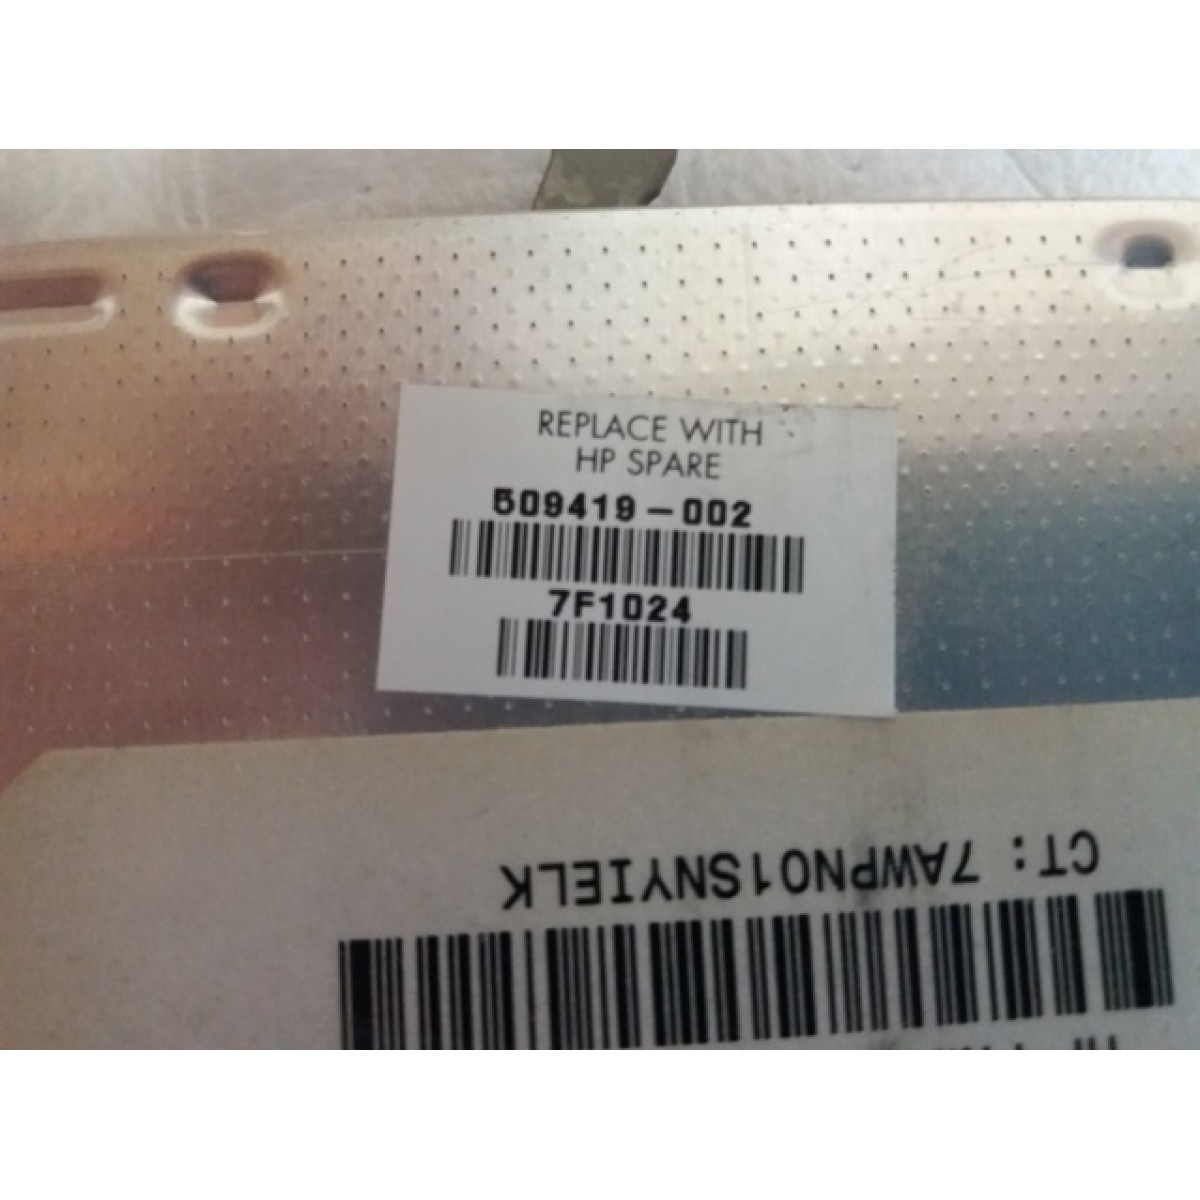 REPLACE WITH
HP SPARE
509419-002
7F1024
CT: 7AWPN01SNYIELK